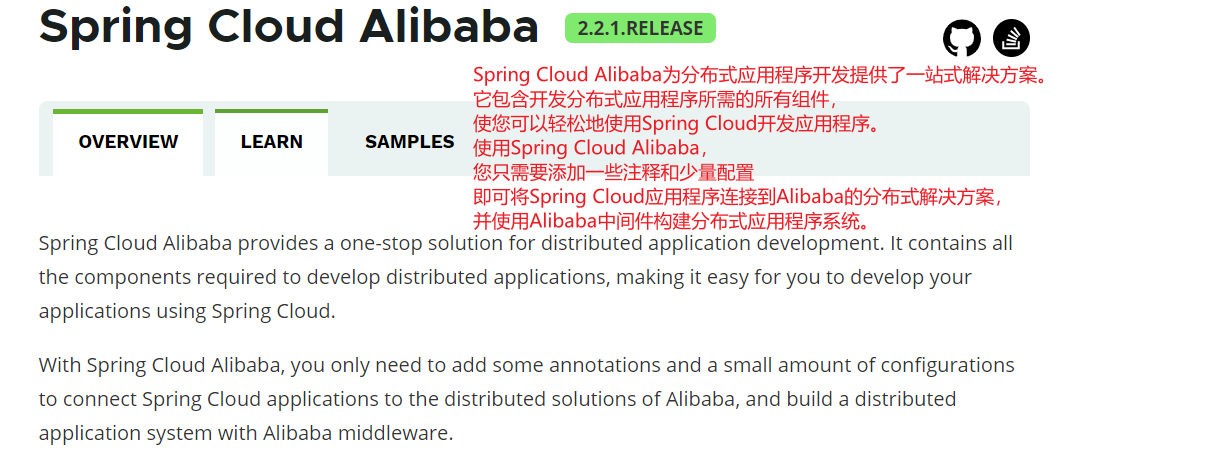 Spring Cloud Alibaba 2.2.1.RELEASE
Spring Cloud Alibaba为分布式应用程序开发提供了一站式解决方案。
它包含开发分布式应用程序所需的所有组件，
使您可以轻松地使用Spring Cloud开发应用程序。
OVERVIEW LEARN SAMPLES
使用Spring Cloud Alibaba，
您只需要添加一些注释和少量配置
即可将Spring Cloud应用程序连接到Alibaba的分布式解决方案，
并使用Alibaba中间件构建分布式应用程序系统。
Spring Cloud Alibaba provides a one-stop solution for distributed application development. It contains all
the components required to develop distributed applications, making it easy for you to develop your
applications using Spring Cloud.
With Spring Cloud Alibaba, you only need to add some annotations and a small amount of configurations
to connect Spring Cloud applications to the distributed solutions of Alibaba, and build a distributed
application system with Alibaba middleware.